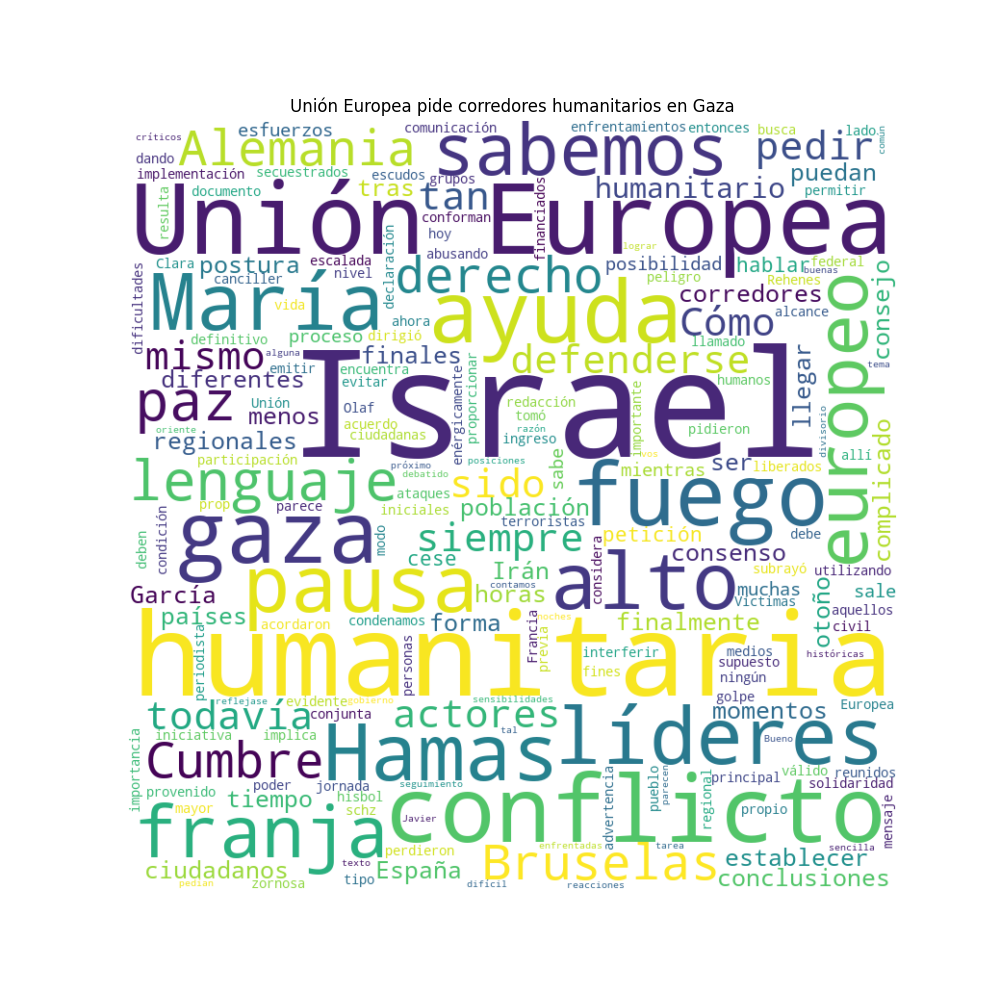 Unión Europea pide corredores humanitarios en Gaza
críticos
esfuerzos
comunicación
enfrentamientos
entonces
busca
lado
común
dando
Alemania
sabemos
pedir
implementación
secuestrados
escudos
grupos
puedan
resulta
documento
tras
tan
financiados
humanitario
permitir
Unión Europea
conforman
hoy
abusando
lograr
dificultades
Clara
postura
escalada
declaración
derecho
posibilidad
hablar
federal
buenas
consejo
canciller
nivel
peligro
Rehenes
María
vida
ahora
ayuda
corredores
alcance
definitivo
proceso
dirigió
Cómo
llamado
mismo
alguna
finales
defenderse
llegar
europeo
tema
diferentes
emitir
encuentra
evitar
Israel
humanos
paz
menos
Unión
Olaf
enérgicamente
proporcionar
redacción
tomó
importante
divisorio
complicado
oriente
regionales
acuerdo
ciudadanas
razón
ingreso
pidieron
allí
participación
próximo
posiciones
debatido
vos
lenguaje
sido
sabe
mientras
ser
liberados
prop
parece
ataques
iniciales
fuego
gaza
condición
población
terroristas
deben
modo
siempre
petición
debe
cese
considera
consenso
Irán
subrayó
utilizando
pausa
contamos
alto
muchas
García
horas
Víctimas
otoño
sale
países
acordaron
condenamos
forma
Francia
previa
noches
finalmente
aquellos
civil
humanitaria
periodista
personas
interferir
medios
supuesto
históricas
fines
ningún
reflejase
evidente
gobierno
sensibilidades
golpe
Europea
todavía
conjunta
actores
líderes
momentos
iniciativa
implica
tal
Bueno
importancia
Cumbre
Hamas
poder
jornada
seguimiento
advertencia
pueblo
parecen
regional
principal
válido
reunidos
solidaridad
provenido
tiempo
hisbol
conflicto
mayor
schz
Javier
propio
mensaje
franja
perdieron
enfrentadas
tarea
sencilla
ciudadanos
texto
Bruselas
establecer
pedían
zornosa
tipo
España
difícil
reacciones
conclusiones